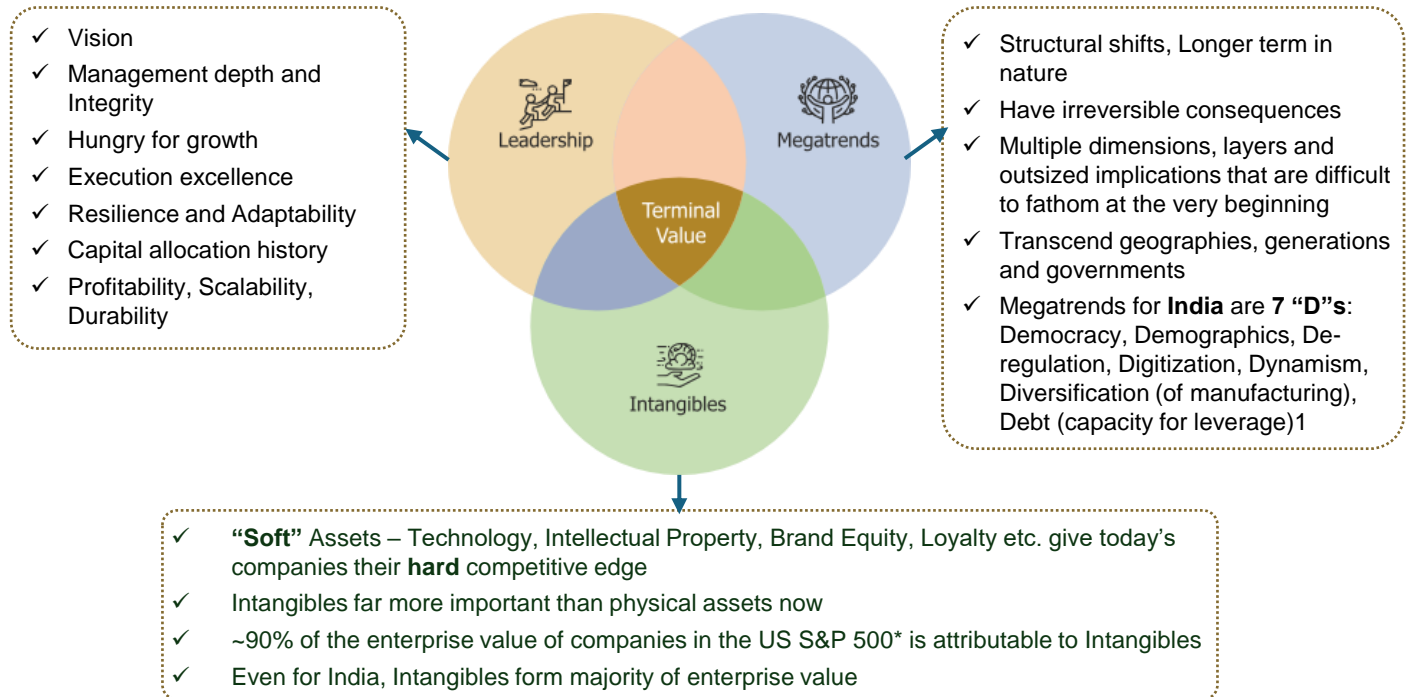 ✓ Vision
✓ Management depth and
Integrity
✓ Hungry for growth
✓ Execution excellence
✓ Resilience and Adaptability
✓ Capital allocation history
✓ Profitability, Scalability,
Durability
Leadership
Megatrends
Terminal
Value
Intangibles
✓ Structural shifts, Longer term in
nature
✓ Have irreversible consequences
✓ Multiple dimensions, layers and
outsized implications that are difficult
to fathom at the very beginning
✓ Transcend geographies, generations
and governments
✓ Megatrends for India are 7 “D”s:
Democracy, Demographics, De-
regulation, Digitization, Dynamism,
Diversification (of manufacturing),
Debt (capacity for leverage)1
✓ “Soft” Assets – Technology, Intellectual Property, Brand Equity, Loyalty etc. give today’s
companies their hard competitive edge
✓ Intangibles far more important than physical assets now
✓ ~90% of the enterprise value of companies in the US S&P 500* is attributable to Intangibles
✓ Even for India, Intangibles form majority of enterprise value